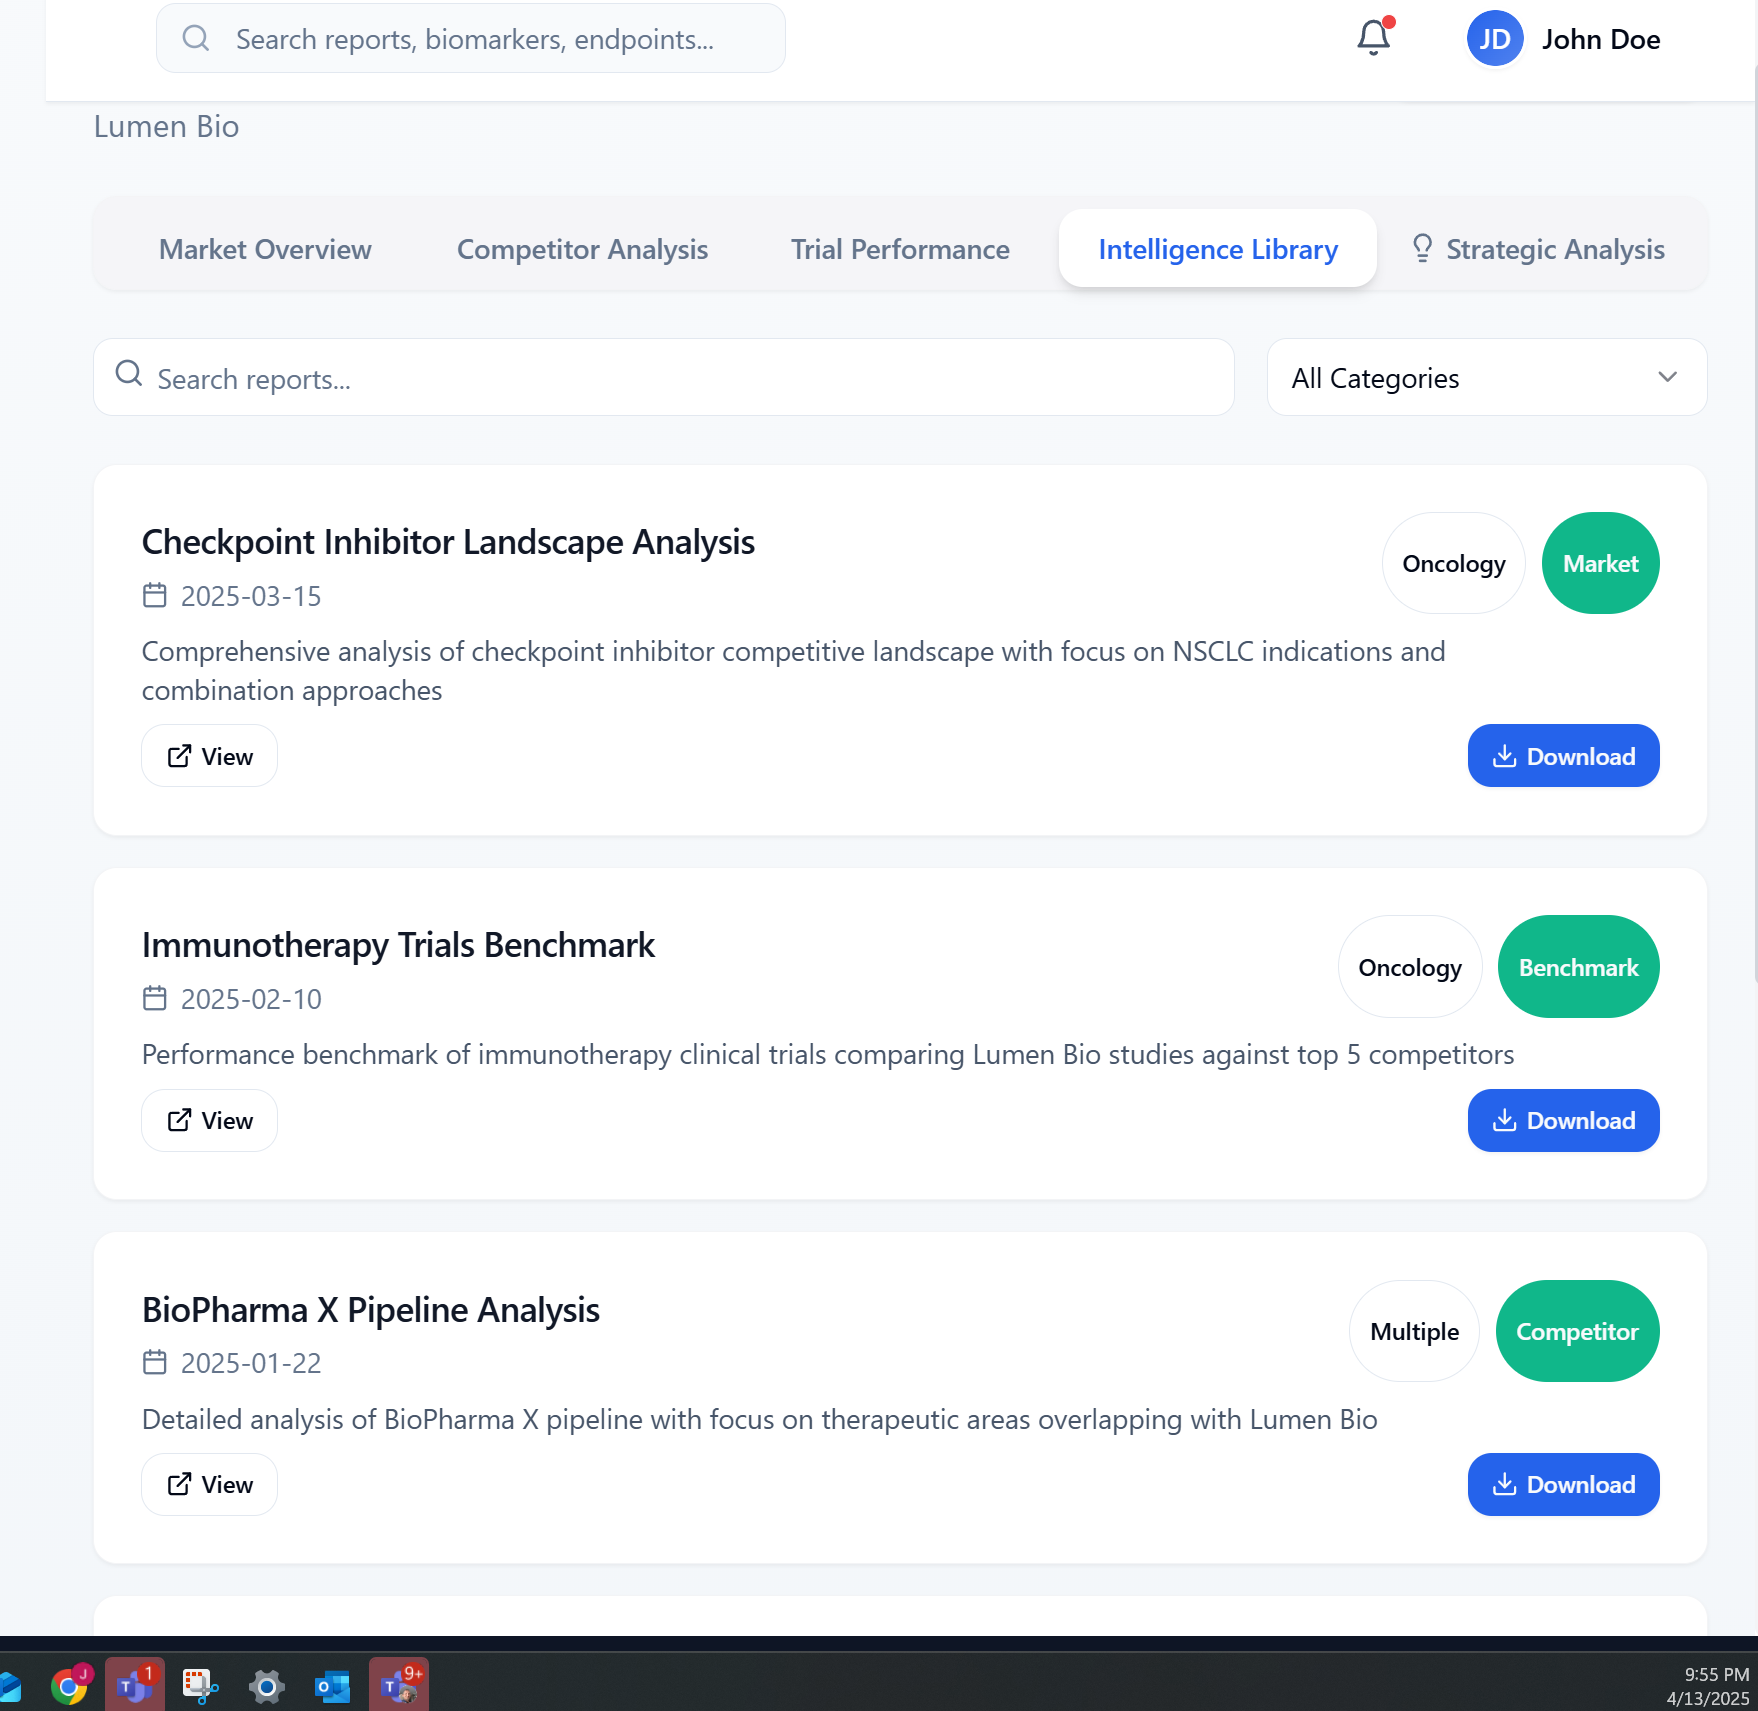 Search reports, biomarkers, endpoints...
JD
John Doe
Lumen Bio
Market Overview
Competitor Analysis
Trial Performance
Intelligence Library
Strategic Analysis
Search reports...
All Categories
Checkpoint Inhibitor Landscape Analysis
Oncology
Market
2025-03-15
Comprehensive analysis of checkpoint inhibitor competitive landscape with focus on NSCLC indications and
combination approaches
View
Download
Immunotherapy Trials Benchmark
Oncology
Benchmark
2025-02-10
Performance benchmark of immunotherapy clinical trials comparing Lumen Bio studies against top 5 competitors
View
Download
BioPharma X Pipeline Analysis
Multiple
Competitor
2025-01-22
Detailed analysis of BioPharma X pipeline with focus on therapeutic areas overlapping with Lumen Bio
View
Download
J
T
1
O
T
9+
9:55 PM
4/13/2025